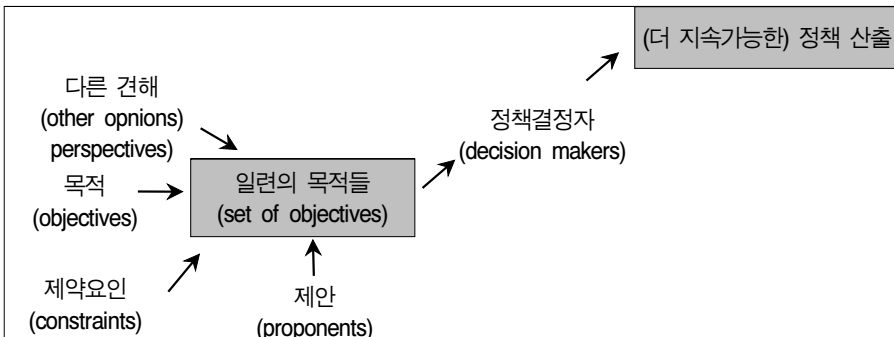 (더 지속가능한) 정책 산출
다른 견해
(other opnions)
perspectives)
정책결정자
(decision makers)
목적
(objectives)
일련의 목적들
(set of objectives)
제약요인
(constraints)
제안
(proponents)